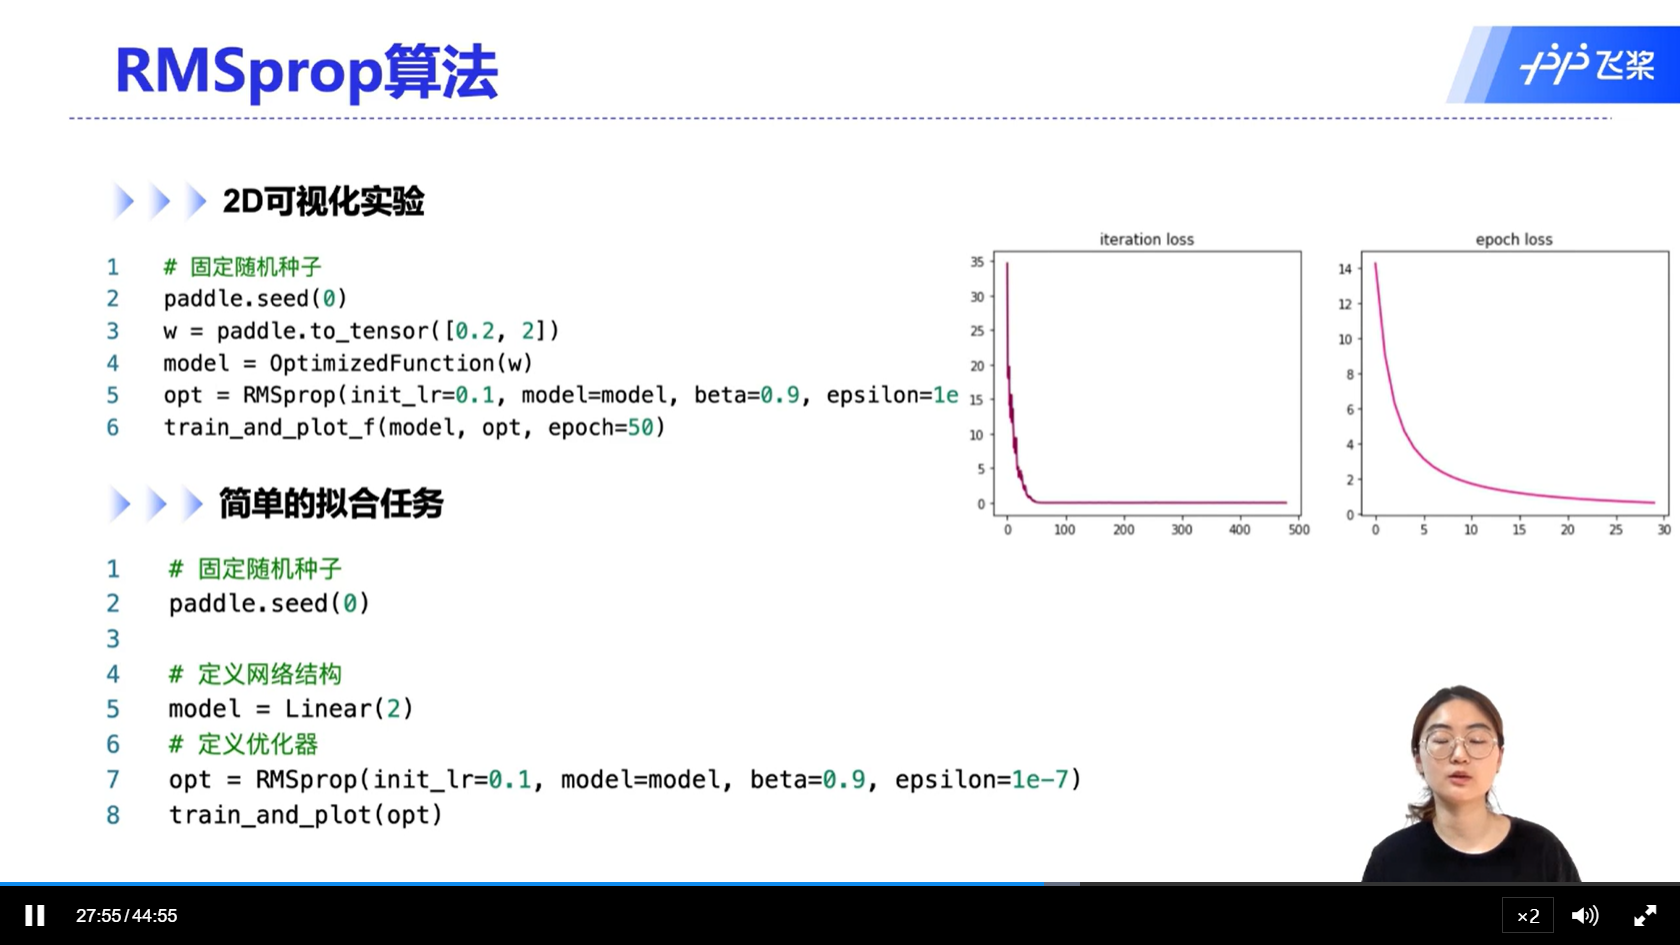 RMSprop算法
飞桨
2D可视化实验
1 # 固定随机种子
2 paddle.seed(0)
3 w = paddle.to_tensor([0.2, 2])
4 model = OptimizedFunction(w)
5 opt = RMSprop(init_lr=0.1, model=model, beta=0.9, epsilon=1e
6 train_and_plot_f(model, opt, epoch=50)
iteration loss
35
30
25
20
15
10
5
0
0 100 200 300 400 500
epoch loss
14
12
10
8
6
4
2
0
0 5 10 15 20 25 30
简单的拟合任务
1 # 固定随机种子
2 paddle.seed(0)
3
4 # 定义网络结构
5 model = Linear(2)
6 # 定义优化器
7 opt = RMSprop(init_lr=0.1, model=model, beta=0.9, epsilon=1e-7)
8 train_and_plot(opt)
27:55/44:55
×2